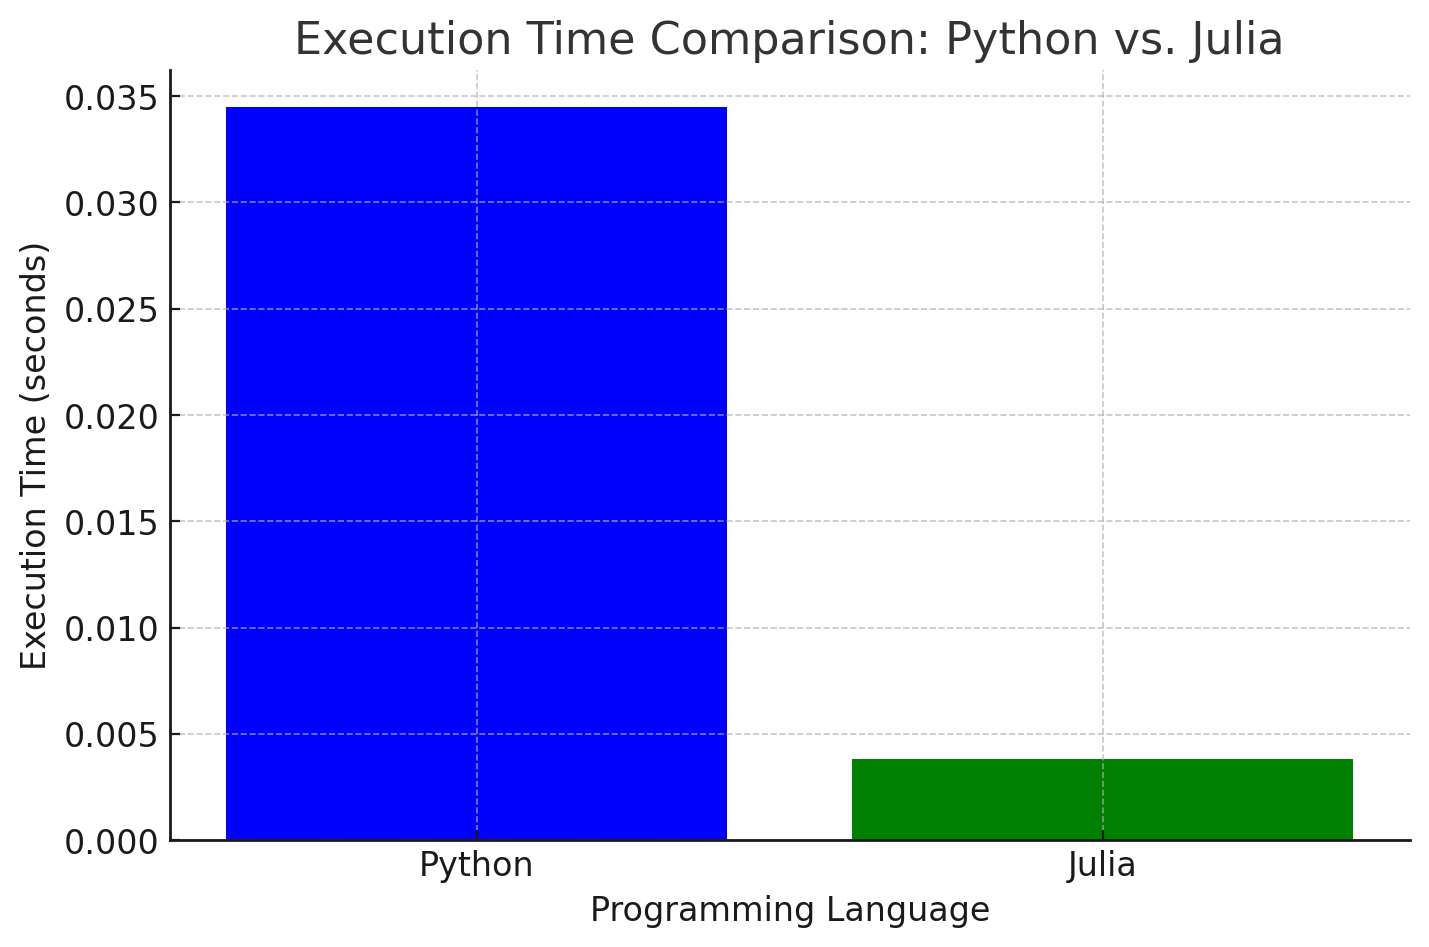 Execution Time Comparison: Python vs. Julia
0.035
0.030
0.025
0.020
0.015
0.010
0.005
0.000
Execution Time (seconds)
Python
Julia
Programming Language